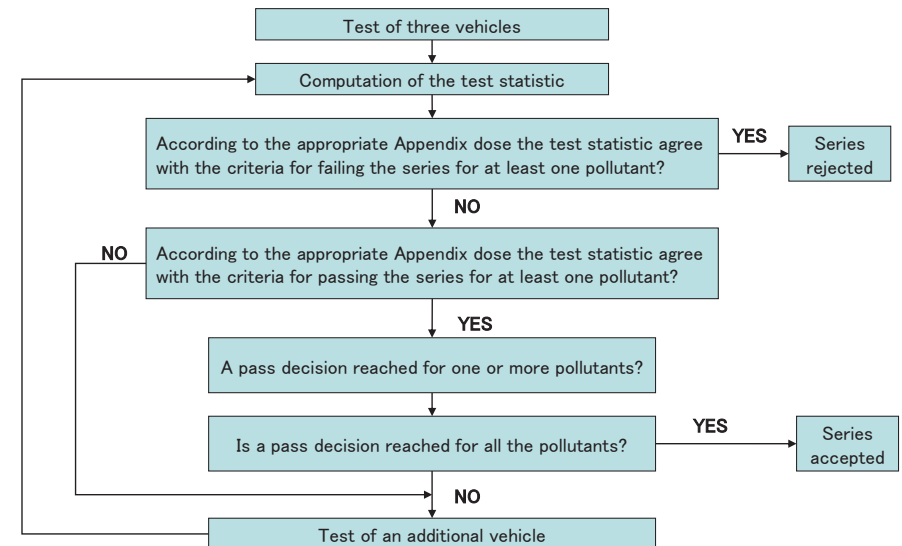 Test of three vehicles
Computation of the test statistic
According to the appropriate Appendix dose the test statistic agree
with the criteria for failing the series for at least one pollutant?
YES
Series
rejected
NO
According to the appropriate Appendix dose the test statistic agree
with the criteria for passing the series for at least one pollutant?
NO
YES
A pass decision reached for one or more pollutants?
Is a pass decision reached for all the pollutants?
YES
Series
accepted
NO
Test of an additional vehicle